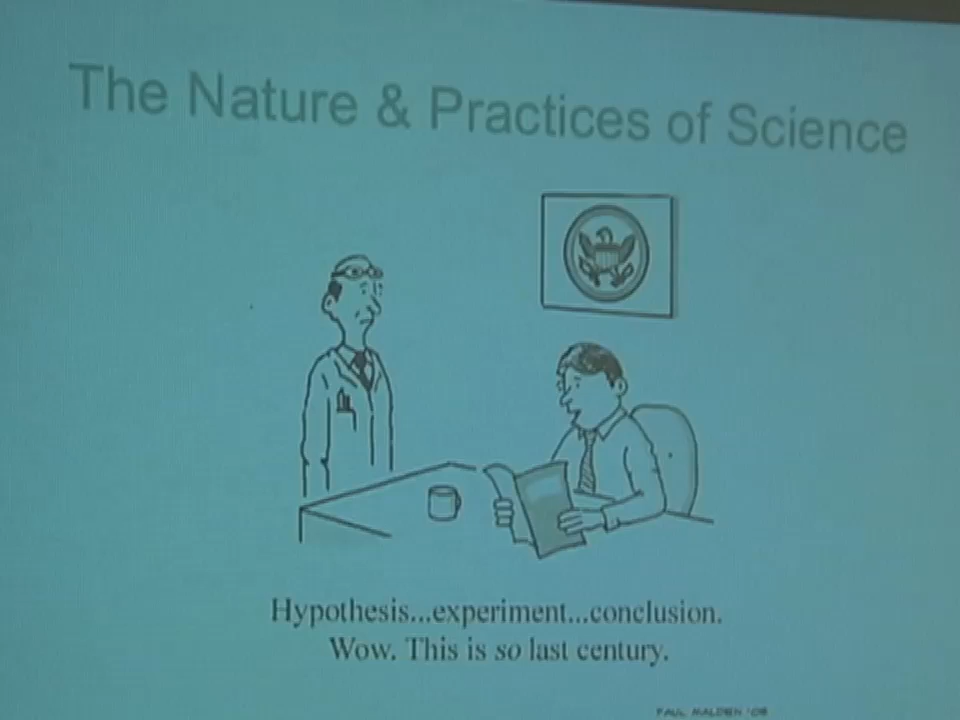 The Nature & Practices of Science
Hypothesis...experiment...conclusion.
Wow. This is so last century.